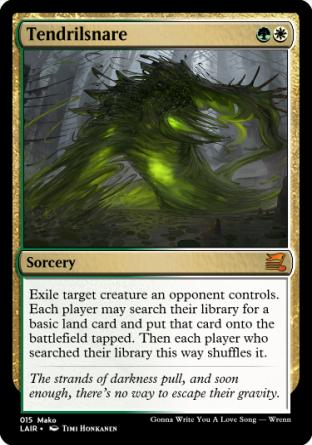 Tendrilsnare
Sorcery
Exile target creature an opponent controls.
Each player may search their library for a
basic land card and put that card onto the
battlefield tapped. Then each player who
searched their library this way shuffles it.
The strands of darkness pull, and soon
enough, there's no way to escape their gravity.
015 Mako
Gonna Write You A Love Song — Wrenn
LAIR • Timi Honkanen